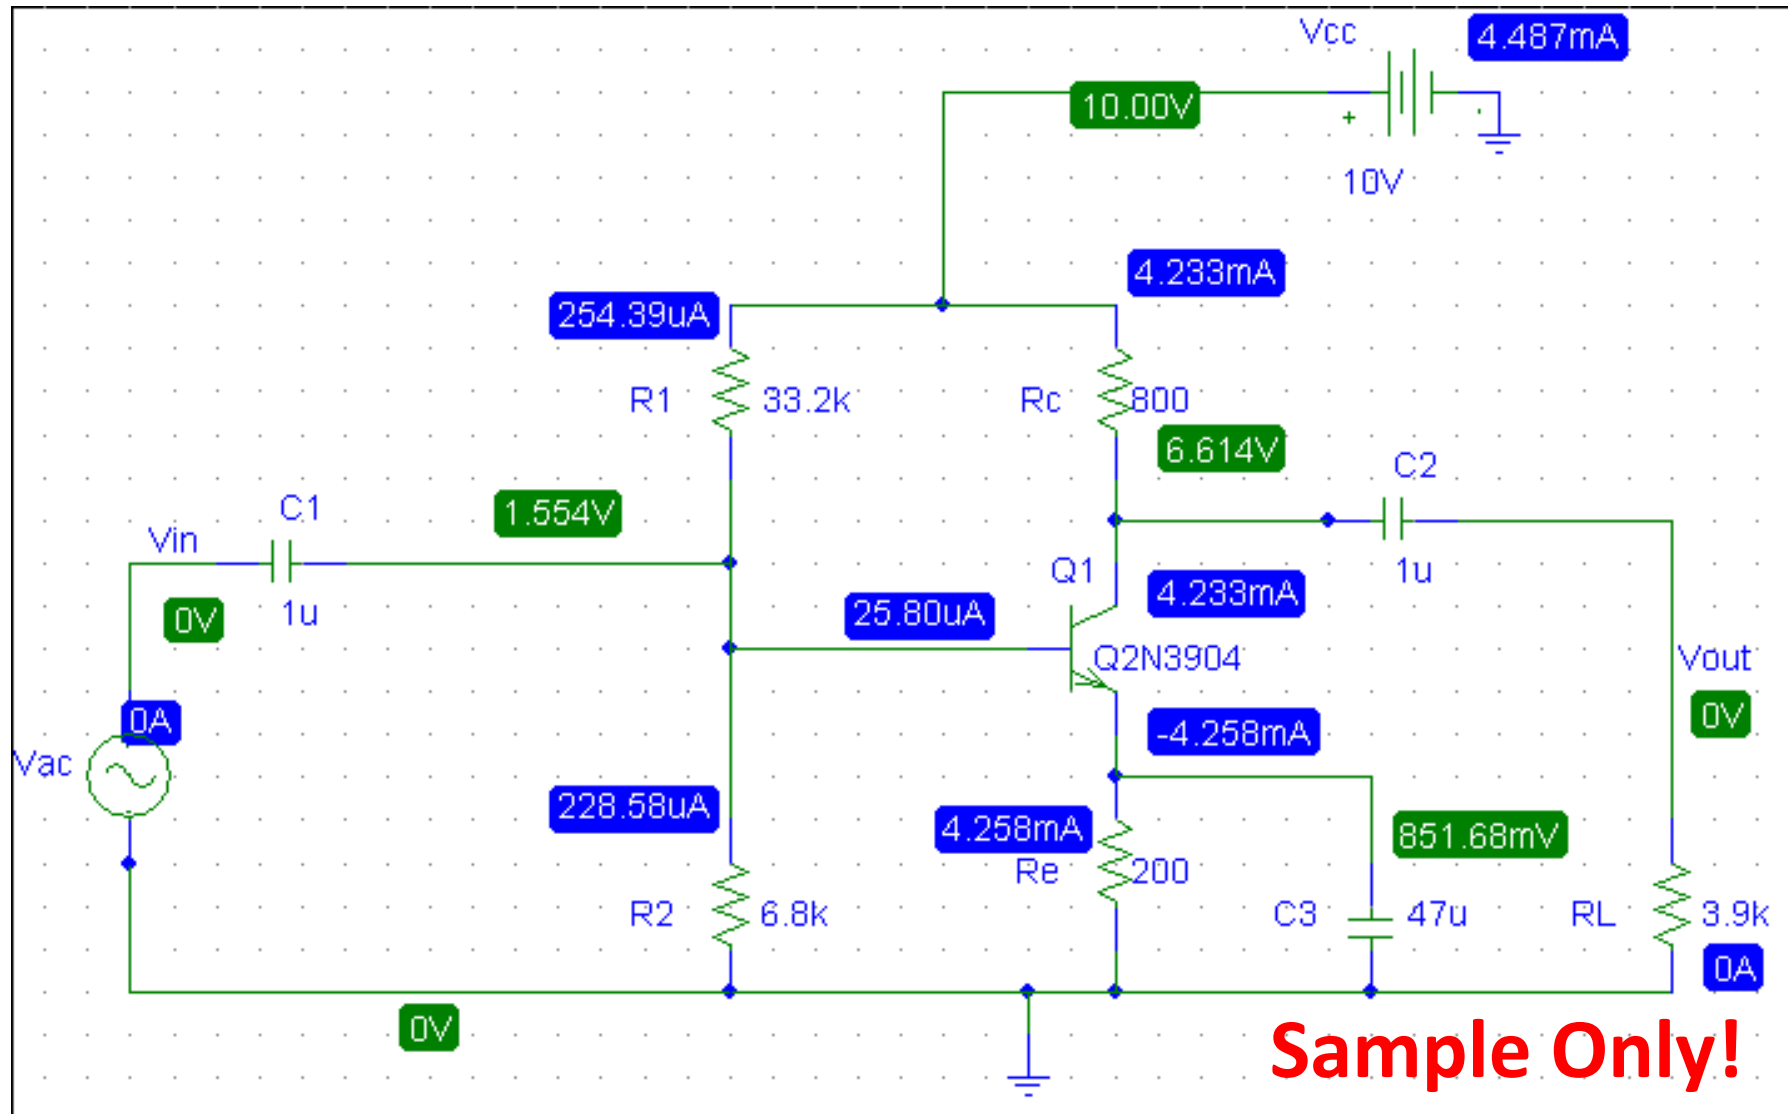 Vcc
4.487mA
10.00V
+
-
10V
4.233mA
254.39uA
R1
33.2k
Rc
800
6.614V
C2
1.554V
C1
Vin
Q1
1u
4.233mA
1u
0V
25.80uA
Q2N3904
Vout
0A
0V
-4.258mA
Vac
228.58uA
4.258mA
851.68mV
Re
200
R2
6.8k
C3
47u
RL
3.9k
0A
0V
Sample Only!